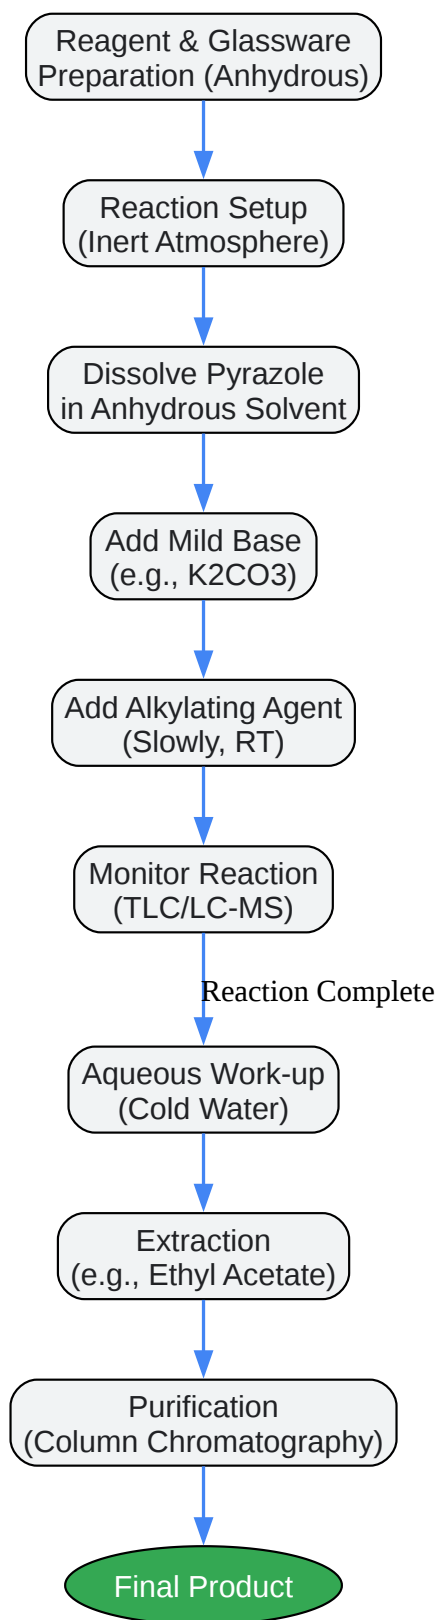 Reagent & Glassware
Preparation (Anhydrous)
Reaction Setup
(Inert Atmosphere)
Dissolve Pyrazole
in Anhydrous Solvent
Add Mild Base
(e.g., K2CO3)
Add Alkylating Agent
(Slowly, RT)
Monitor Reaction
(TLC/LC-MS)
Reaction Complete
Aqueous Work-up
(Cold Water)
Extraction
(e.g., Ethyl Acetate)
Purification
(Column Chromatography)
Final Product